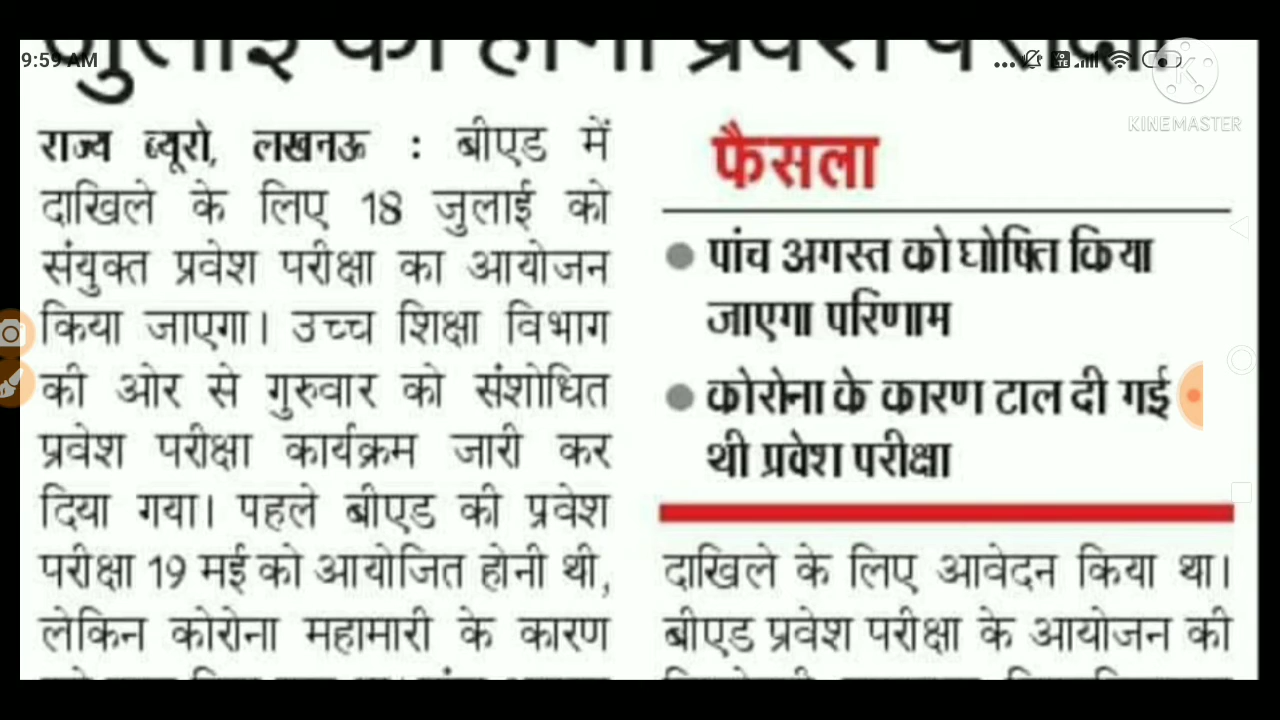 जुलाई को होगी प्रवेश परीक्षा
9:59 AM
KINEMASTER
राज्य ब्यूरो, लखनऊ : बीएड में
दाखिले के लिए 18 जुलाई को
संयुक्त प्रवेश परीक्षा का आयोजन
किया जाएगा। उच्च शिक्षा विभाग
की ओर से गुरुवार को संशोधित
प्रवेश परीक्षा कार्यक्रम जारी कर
दिया गया। पहले बीएड की प्रवेश
परीक्षा 19 मई को आयोजित होनी थी,
लेकिन कोरोना महामारी के कारण
फैसला
पांच अगस्त को घोषित किया
जाएगा परिणाम
कोरोना के कारण टाल दी गई
थी प्रवेश परीक्षा
दाखिले के लिए आवेदन किया था।
बीएड प्रवेश परीक्षा के आयोजन की